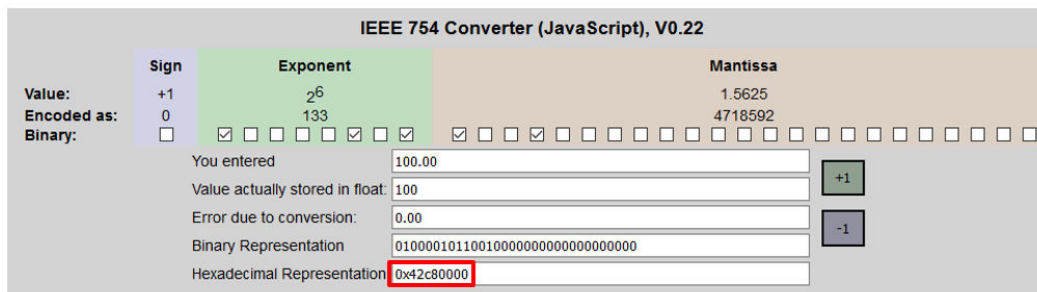 IEEE 754 Converter (JavaScript), V0.22
Sign Exponent Mantissa
Value: +1 2^6 1.5625
Encoded as: 0 133 4718592
Binary:
You entered 100.00
Value actually stored in float: 100
+1
Error due to conversion: 0.00
-1
Binary Representation 01000010110010000000000000000000
Hexadecimal Representation 0x42c80000